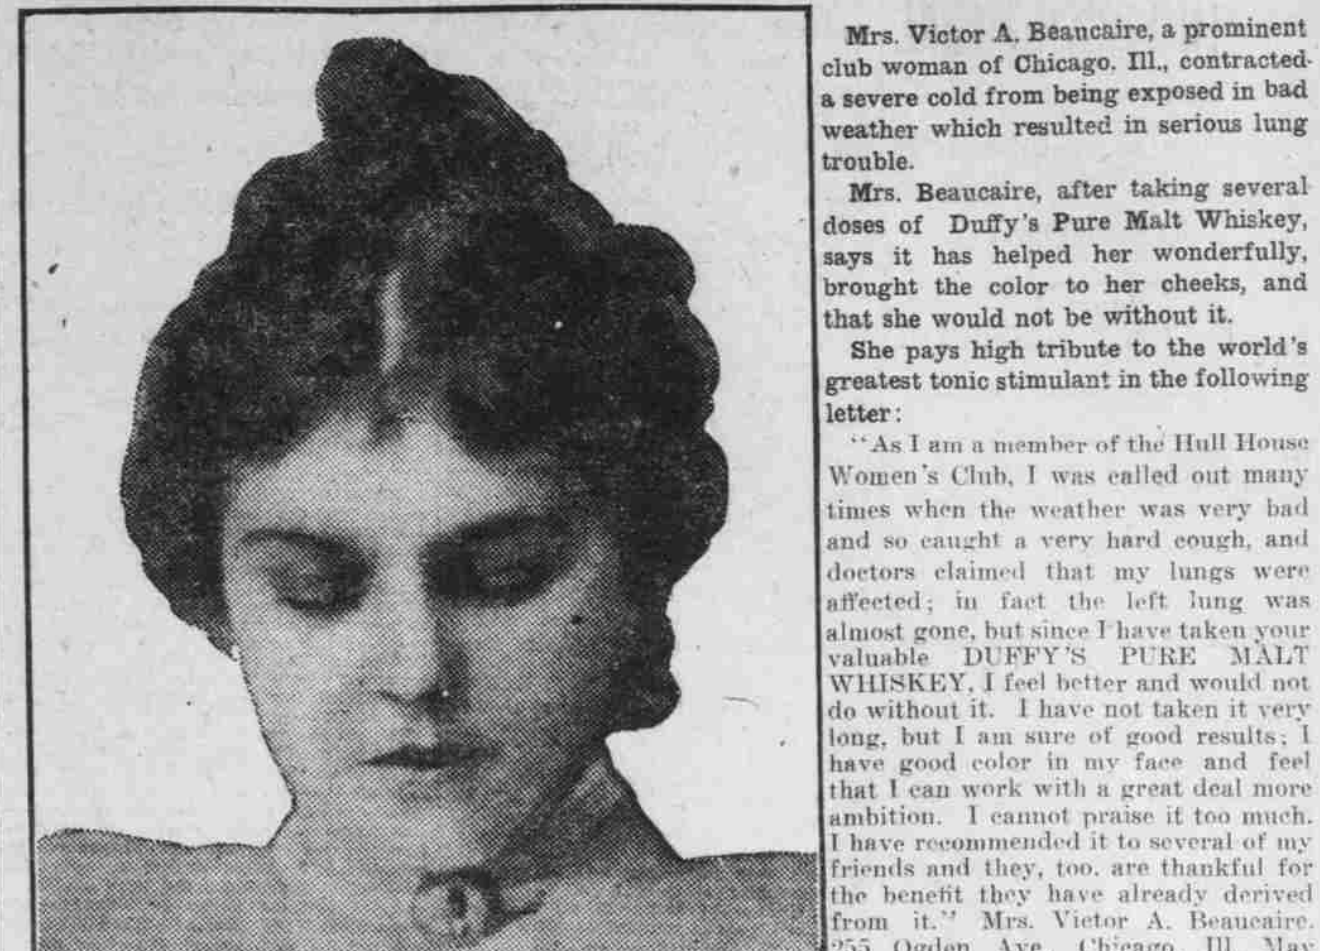 Mrs. Victor A. Beaucaire, a prominent
club woman of Chicago. Ill., contracted
a severe cold from being exposed in bad
weather which resulted in serious lung
trouble.
Mrs. Beaucaire, after taking several
doses of Duffy's Pure Malt Whiskey,
says it has helped her wonderfully,
brought the color to her cheeks, and
that she would not be without it.
She pays high tribute to the world's
greatest tonic stimulant in the following
letter:
"As I am a member of the Hull House
Women's Club, I was called out many
times when the weather was very bad
and so caught a very hard cough, and
doctors claimed that my lungs were
affected; in fact the left lung was
almost gone, but since I have taken your
valuable DUFFY'S PURE MALT
WHISKEY, I feel better and would not
do without it. I have not taken it very
long, but I am sure of good results; I
have good color in my face and feel
that I can work with a great deal more
ambition. I cannot praise it too much.
I have recommended it to several of my
friends and they, too. are thankful for
the benefit they have already derived
from it." Mrs. Victor A. Beaucaire.
255 Ogden Ave., Chicago, Ill., May